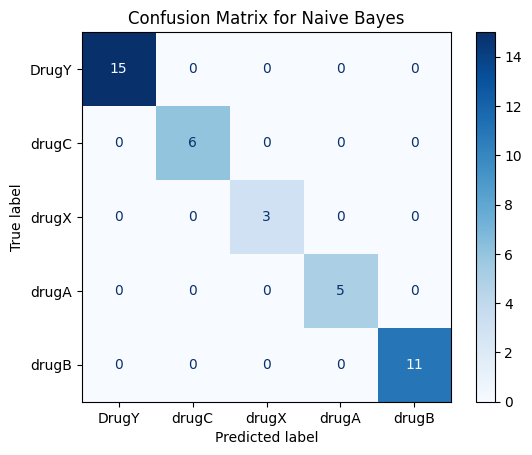 Confusion Matrix for Naive Bayes
True label
DrugY 15 0 0 0 0
drugC 0 6 0 0 0
drugX 0 0 3 0 0
drugA 0 0 0 5 0
drugB 0 0 0 0 11
DrugY drugC drugX drugA drugB
Predicted label
14
12
10
8
6
4
2
0